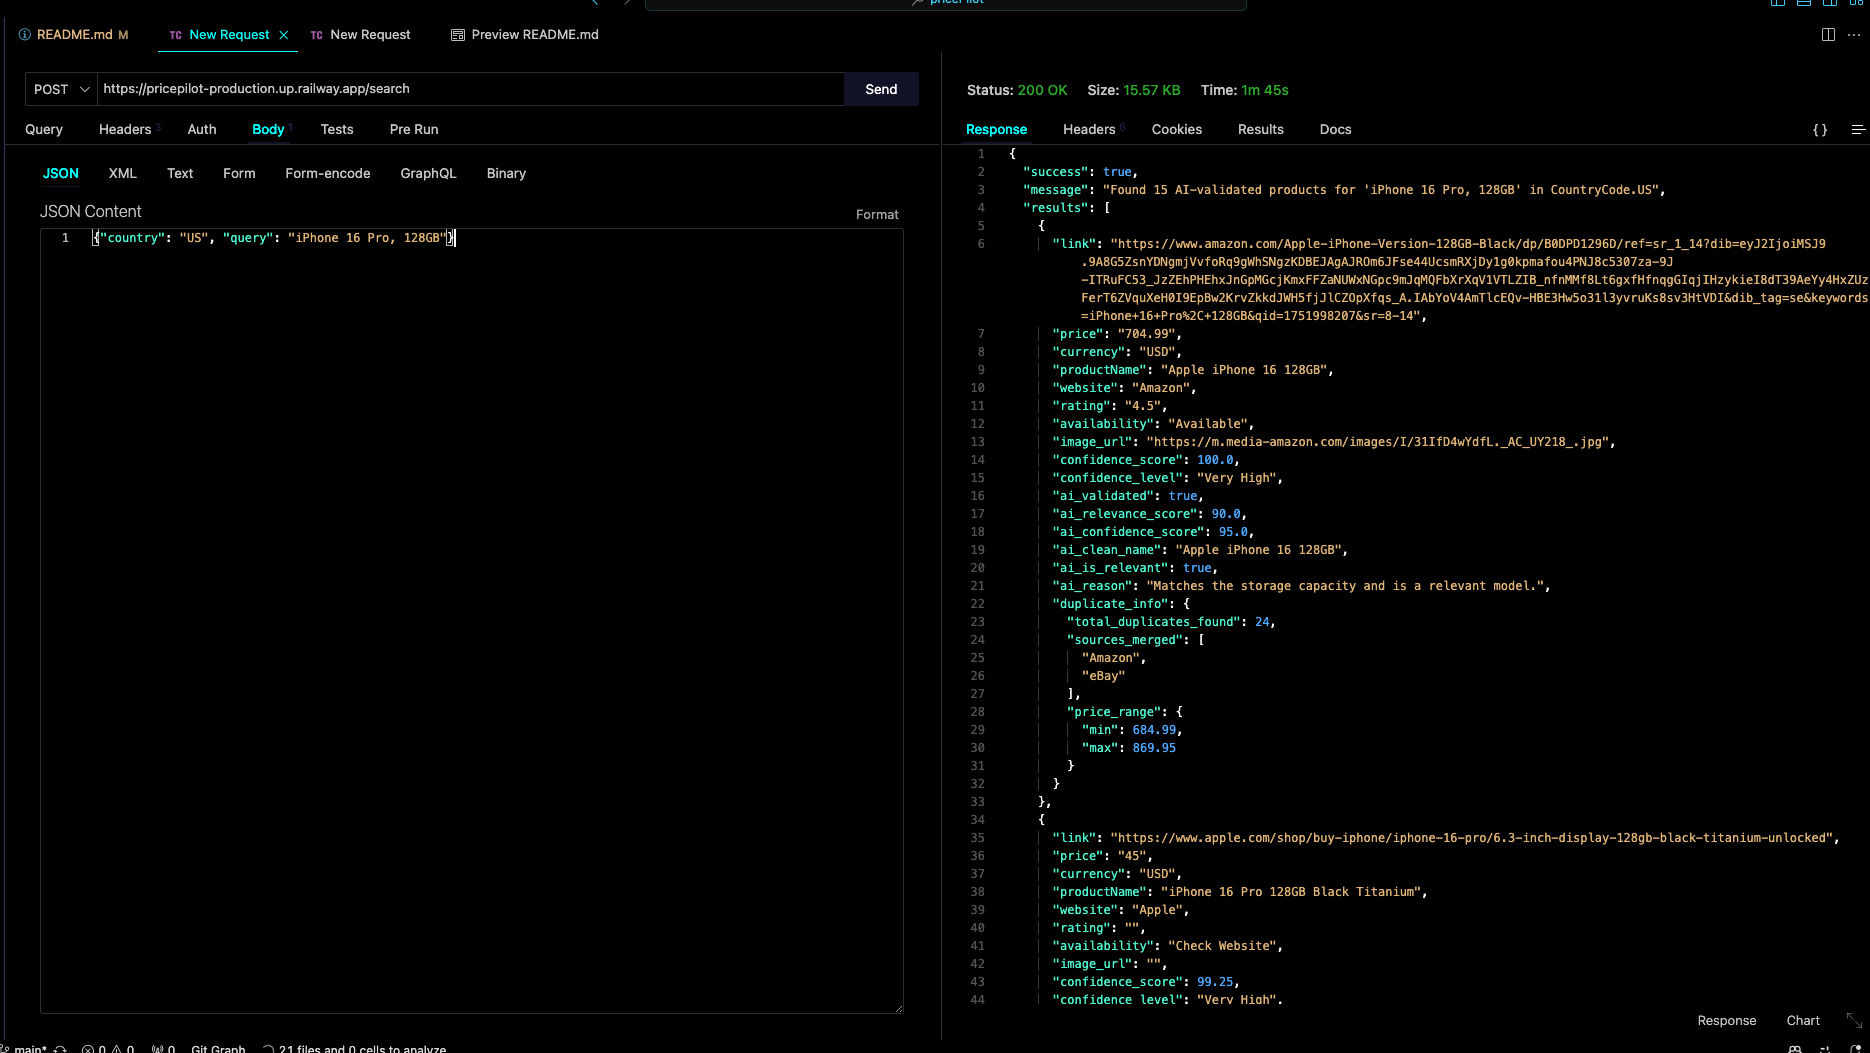 pricePilot
README.md M
TC New Request
TC New Request
Preview README.md
POST https://pricepilot-production.up.railway.app/search Send
Query Headers 3 Auth Body 1 Tests Pre Run
JSON XML Text Form Form-encode GraphQL Binary
JSON Content
Format
1 {"country": "US", "query": "iPhone 16 Pro, 128GB"}
Status: 200 OK Size: 15.57 KB Time: 1m 45s
Response Headers 6 Cookies Results Docs { }
1 {
2 "success": true,
3 "message": "Found 15 AI-validated products for 'iPhone 16 Pro, 128GB' in CountryCode.US",
4 "results": [
5 {
6 "link": "https://www.amazon.com/Apple-iPhone-Version-128GB-Black/dp/B0DPD1296D/ref=sr_1_14?dib=eyJ2IjoiMSJ9
.9A8G5ZsnYDNgmjVvfoRq9gWhSNgzKDBEJAgAJROm6JFse44UcsmRXjDy1g0kpmafou4PNJ8c5307za-9J
-ITRuFC53_JzZEhPHEhxJnGpMGcjKmxFFZaNUWxNGpc9mJqMQFbXrXqV1VTLZIB_nfnMMf8Lt6gxfHfnqgGIqjIHzykieI8dT39AeYy4HxZUz
FerT6ZVquXeH0I9EpBw2KrvZkkdJWH5fjJlCZOpXfqs_A.IAbYoV4AmTlcEQv-HBE3Hw5o31l3yvruKs8sv3HtVDI&dib_tag=se&keywords
=iPhone+16+Pro%2C+128GB&qid=1751998207&sr=8-14",
7 "price": "704.99",
8 "currency": "USD",
9 "productName": "Apple iPhone 16 128GB",
10 "website": "Amazon",
11 "rating": "4.5",
12 "availability": "Available",
13 "image_url": "https://m.media-amazon.com/images/I/31IfD4wYdfL._AC_UY218_.jpg",
14 "confidence_score": 100.0,
15 "confidence_level": "Very High",
16 "ai_validated": true,
17 "ai_relevance_score": 90.0,
18 "ai_confidence_score": 95.0,
19 "ai_clean_name": "Apple iPhone 16 128GB",
20 "ai_is_relevant": true,
21 "ai_reason": "Matches the storage capacity and is a relevant model.",
22 "duplicate_info": {
23 "total_duplicates_found": 24,
24 "sources_merged": [
25 "Amazon",
26 "eBay"
27 ],
28 "price_range": {
29 "min": 684.99,
30 "max": 869.95
31 }
32 }
33 },
34 {
35 "link": "https://www.apple.com/shop/buy-iphone/iphone-16-pro/6.3-inch-display-128gb-black-titanium-unlocked",
36 "price": "45",
37 "currency": "USD",
38 "productName": "iPhone 16 Pro 128GB Black Titanium",
39 "website": "Apple",
40 "rating": "",
41 "availability": "Check Website",
42 "image_url": "",
43 "confidence_score": 99.25,
44 "confidence_level": "Very High",
Response Chart
main* 0 0 0 Git Graph 21 files and 0 cells to analyze